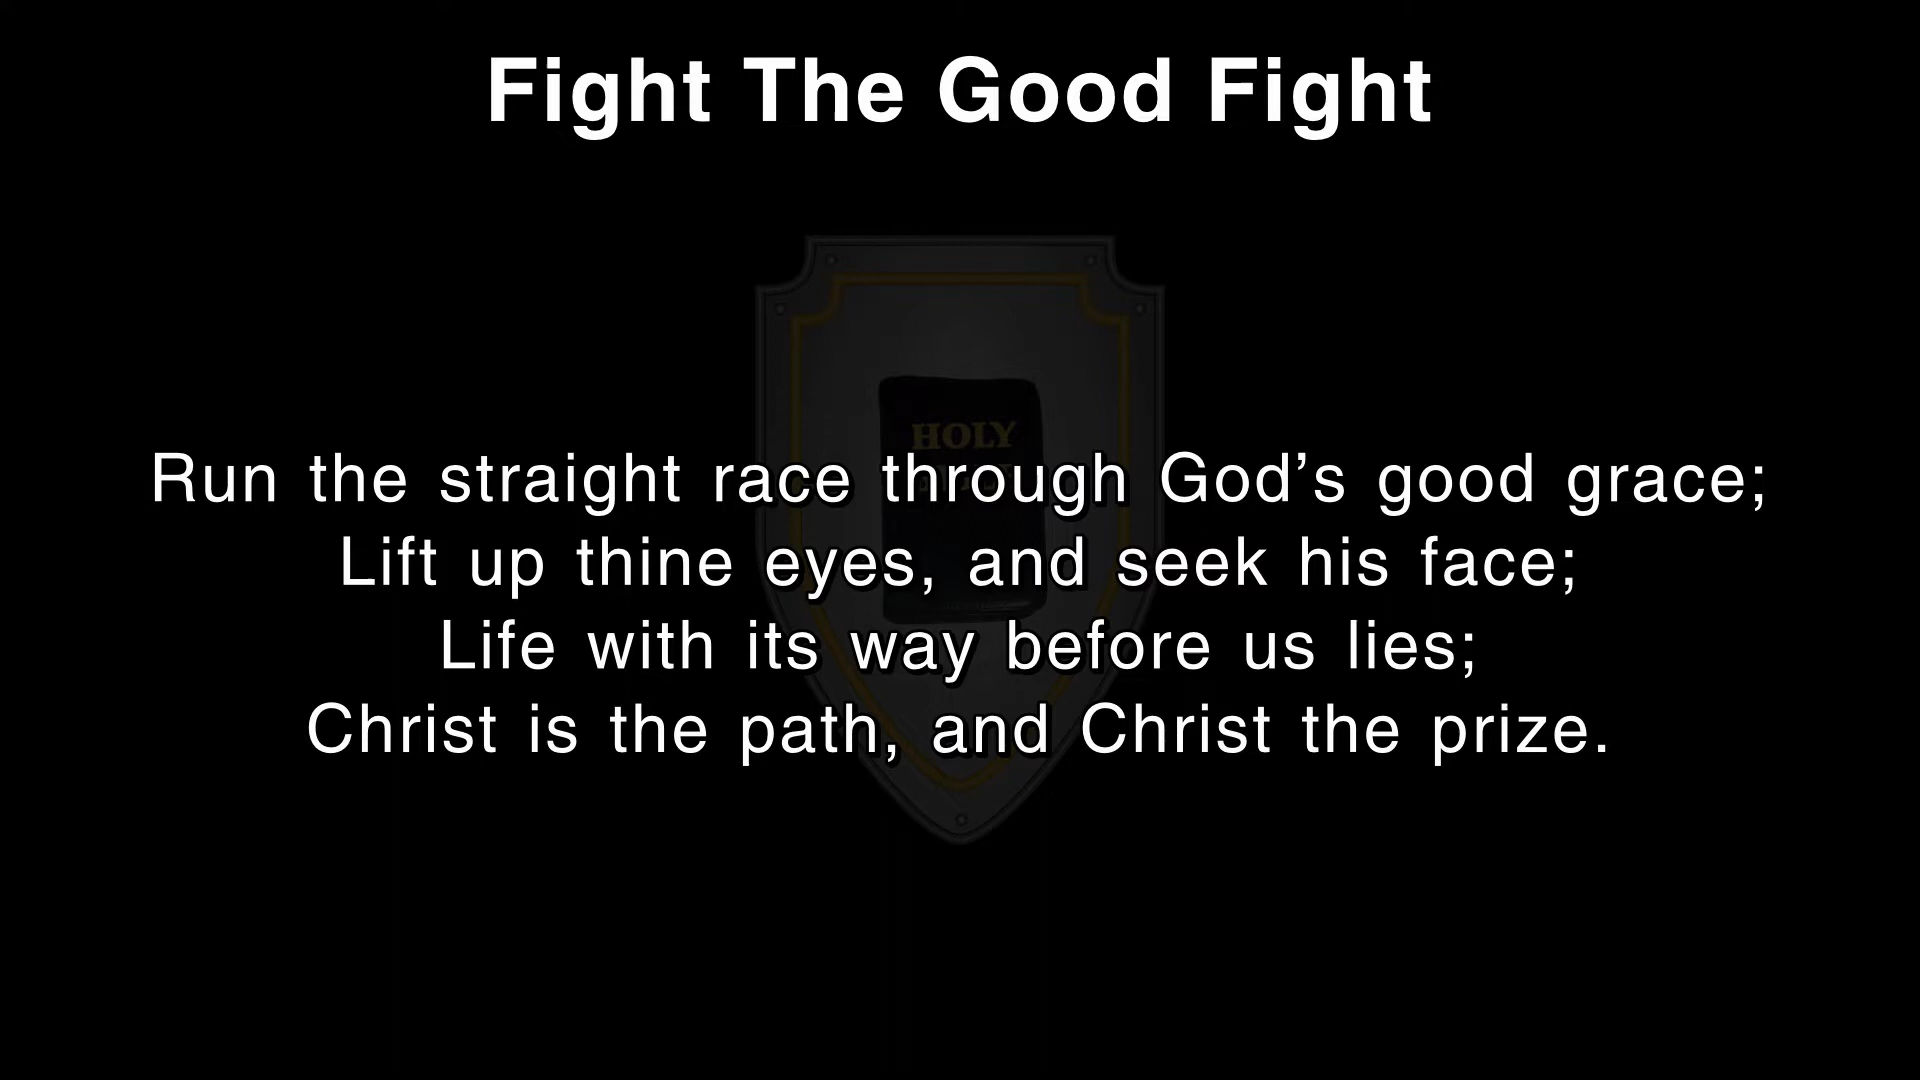 Fight The Good Fight
HOLY
Run the straight race through God’s good grace;
Lift up thine eyes, and seek his face;
Life with its way before us lies;
Christ is the path, and Christ the prize.